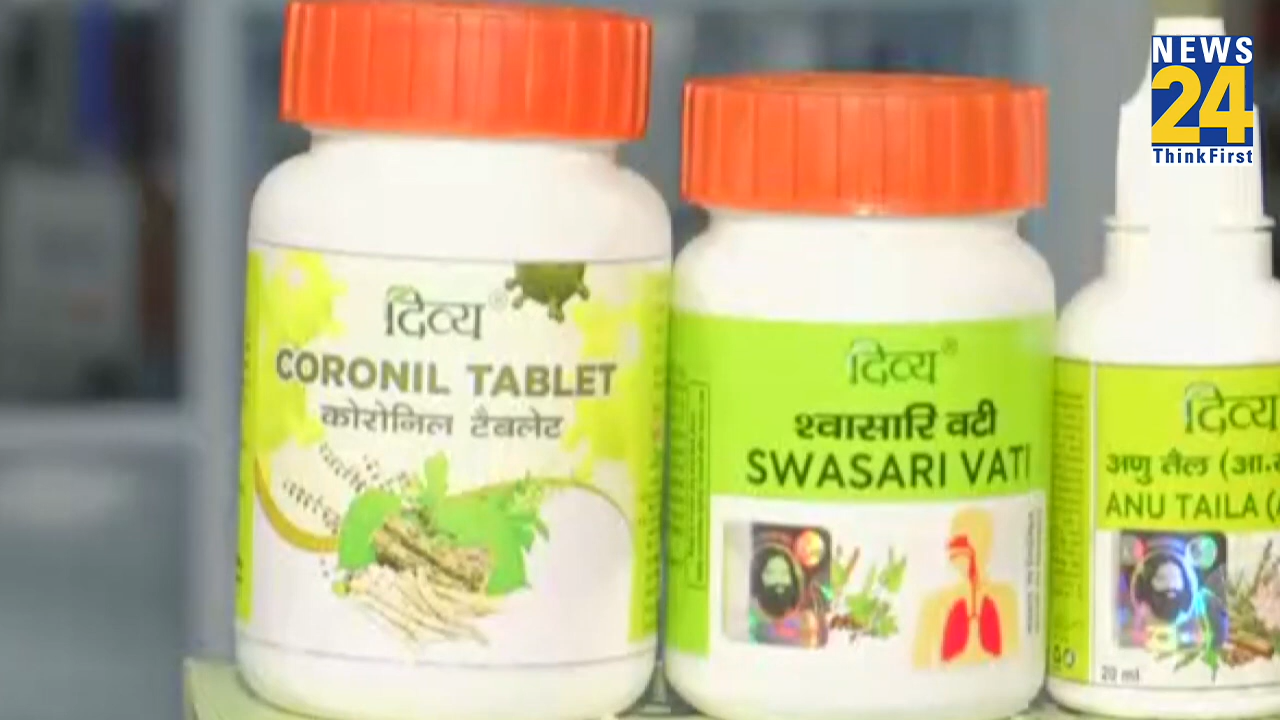 दिव्य®
CORONIL TABLET
कोरोनिल टैबलेट
दिव्य®
श्वासारि वटी
SWASARI VATI
दिव्य
अणु तैल (आ.
ANU TAILA (
20 ml
NEWS
24
ThinkFirst